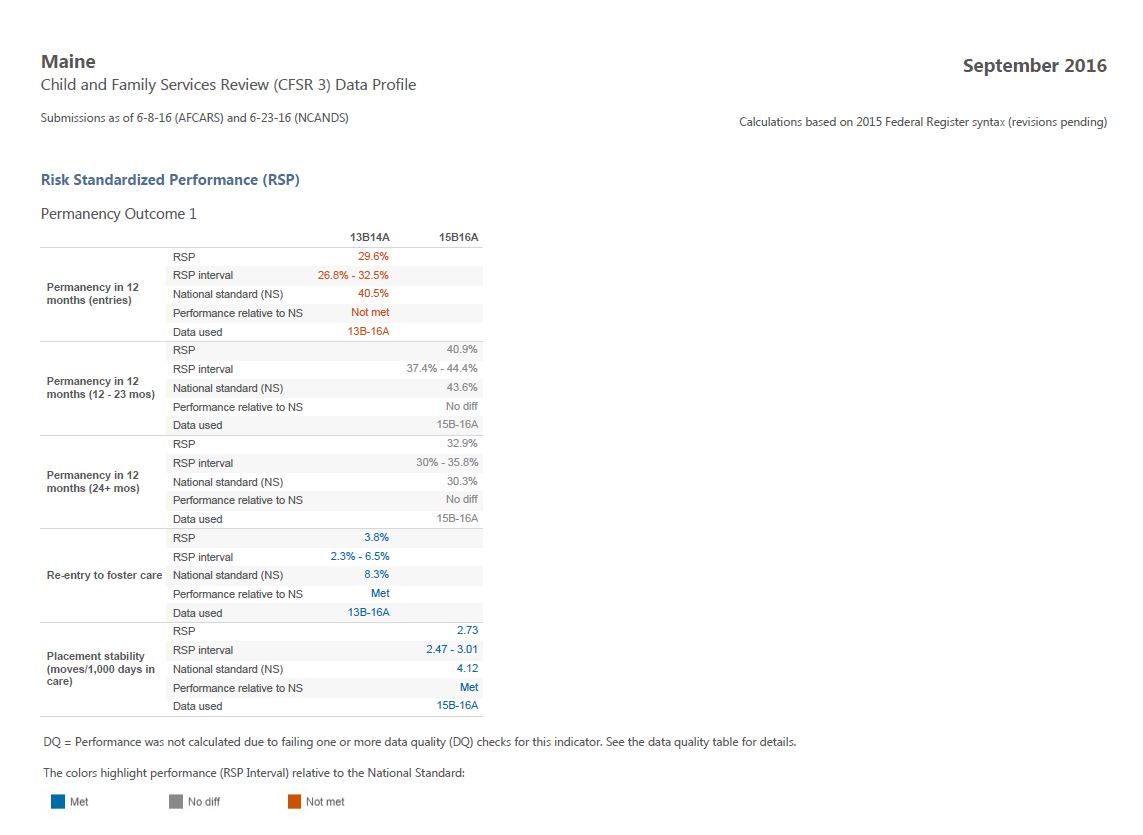 Maine
September 2016
Child and Family Services Review (CFSR 3) Data Profile
Submissions as of 6-8-16 (AFCARS) and 6-23-16 (NCANDS)
Calculations based on 2015 Federal Register syntax (revisions pending)
Risk Standardized Performance (RSP)
Permanency Outcome 1
13B14A 15B16A
Permanency in 12 months (entries)
RSP 29.6%
RSP interval 26.8% - 32.5%
National standard (NS) 40.5%
Performance relative to NS Not met
Data used 13B-16A
Permanency in 12 months (12 - 23 mos)
RSP 40.9%
RSP interval 37.4% - 44.4%
National standard (NS) 43.6%
Performance relative to NS No diff
Data used 15B-16A
Permanency in 12 months (24+ mos)
RSP 32.9%
RSP interval 30% - 35.8%
National standard (NS) 30.3%
Performance relative to NS No diff
Data used 15B-16A
Re-entry to foster care
RSP 3.8%
RSP interval 2.3% - 6.5%
National standard (NS) 8.3%
Performance relative to NS Met
Data used 13B-16A
Placement stability (moves/1,000 days in care)
RSP 2.73
RSP interval 2.47 - 3.01
National standard (NS) 4.12
Performance relative to NS Met
Data used 15B-16A
DQ = Performance was not calculated due to failing one or more data quality (DQ) checks for this indicator. See the data quality table for details.
The colors highlight performance (RSP Interval) relative to the National Standard:
Met No diff Not met